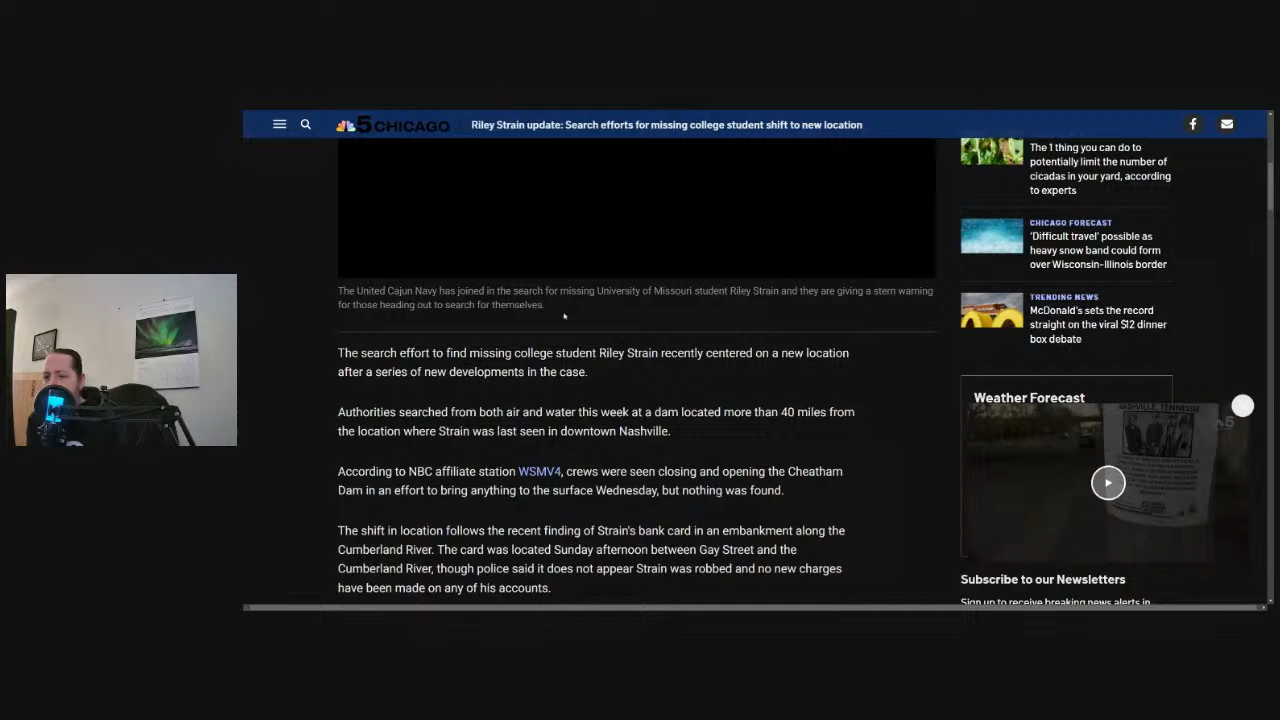 5 CHICAGO
Riley Strain update: Search efforts for missing college student shift to new location
The United Cajun Navy has joined in the search for missing University of Missouri student Riley Strain and they are giving a stern warning
for those heading out to search for themselves.
The search effort to find missing college student Riley Strain recently centered on a new location
after a series of new developments in the case.
Authorities searched from both air and water this week at a dam located more than 40 miles from
the location where Strain was last seen in downtown Nashville.
According to NBC affiliate station WSMV4, crews were seen closing and opening the Cheatham
Dam in an effort to bring anything to the surface Wednesday, but nothing was found.
The shift in location follows the recent finding of Strain's bank card in an embankment along the
Cumberland River. The card was located Sunday afternoon between Gay Street and the
Cumberland River, though police said it does not appear Strain was robbed and no new charges
have been made on any of his accounts.
The 1 thing you can do to
potentially limit the number of
cicadas in your yard, according
to experts
CHICAGO FORECAST
'Difficult travel' possible as
heavy snow band could form
over Wisconsin-Illinois border
TRENDING NEWS
McDonald's sets the record
straight on the viral $12 dinner
box debate
Weather Forecast
NASHVILLE, TENNESSEE
Subscribe to our Newsletters
Sign up to receive breaking news alerts in